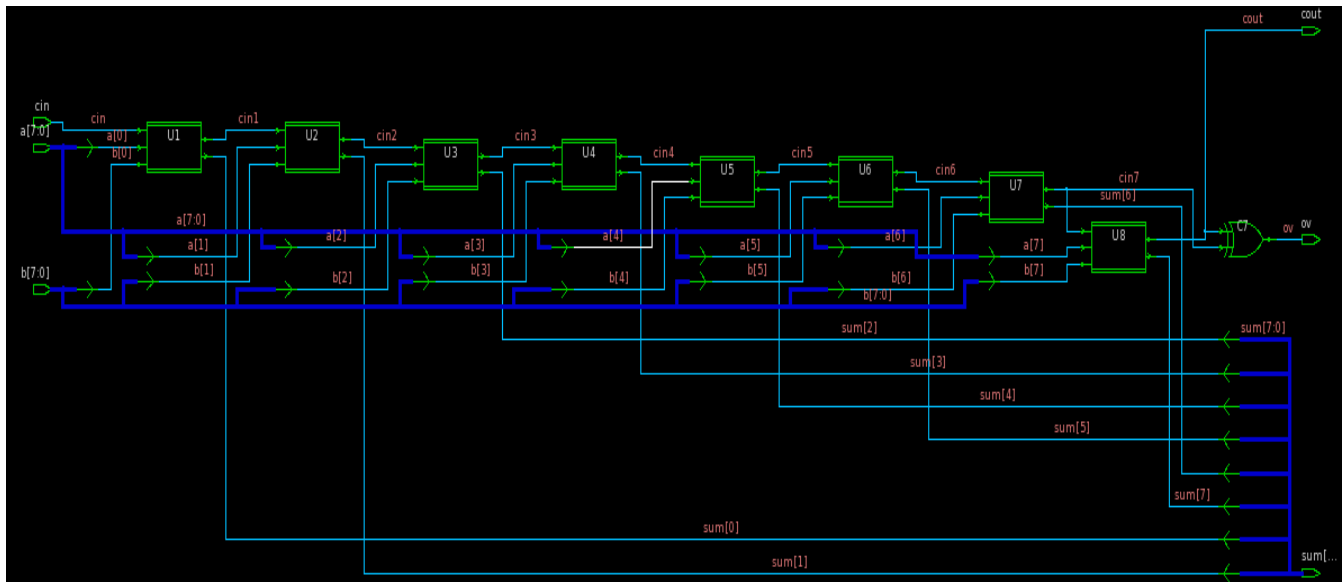 cout
cout
cin
cin
a[7:0]
a[0]
b[0]
U1
cin1
U2
cin2
U3
cin3
U4
cin4
U5
cin5
U6
cin6
U7
cin7
sum[6]
U8
C7
ov
ov
a[7:0]
a[1]
a[2]
a[3]
a[4]
a[5]
a[6]
a[7]
b[7:0]
b[1]
b[2]
b[3]
b[4]
b[5]
b[6]
b[7]
b[7:0]
sum[2]
sum[7:0]
sum[3]
sum[4]
sum[5]
sum[7]
sum[0]
sum[1]
sum[...